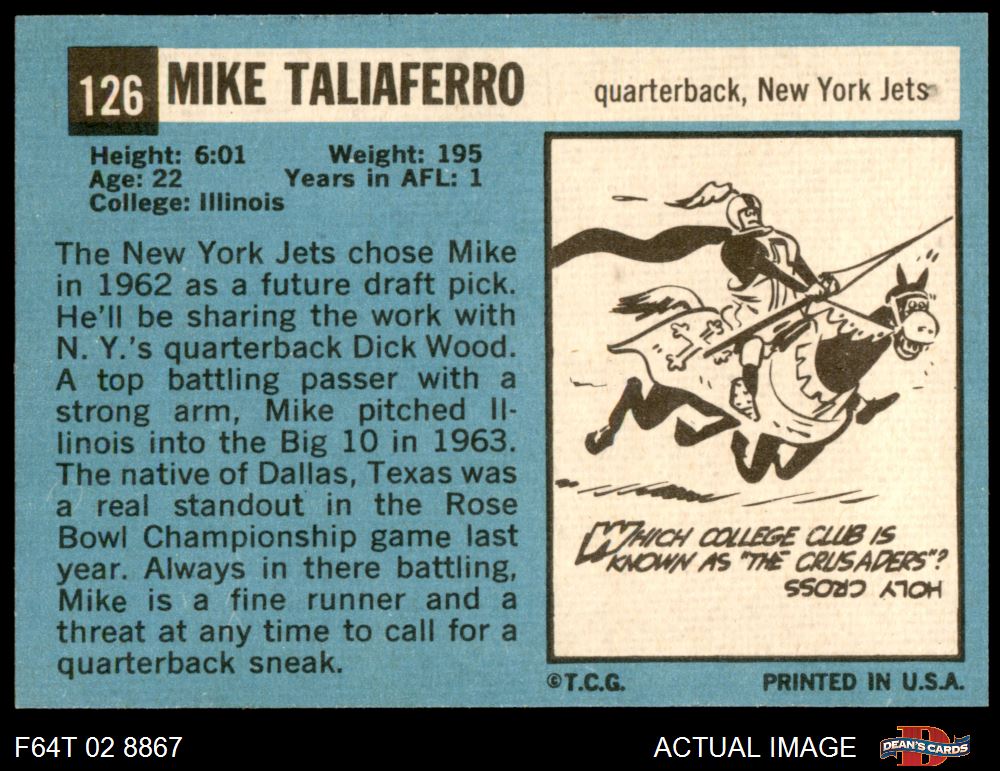 126 MIKE TALIAFERRO quarterback, New York Jets
Height: 6:01 Weight: 195
Age: 22 Years in AFL: 1
College: Illinois
The New York Jets chose Mike
in 1962 as a future draft pick.
He'll be sharing the work with
N. Y.'s quarterback Dick Wood.
A top battling passer with a
strong arm, Mike pitched Il-
linois into the Big 10 in 1963.
The native of Dallas, Texas was
a real standout in the Rose
Bowl Championship game last
year. Always in there battling,
Mike is a fine runner and a
threat at any time to call for a
quarterback sneak.
WHICH COLLEGE CLUB IS
KNOWN AS "THE CRUSADERS"?
HOLY CROSS
©T.C.G. PRINTED IN U.S.A.
F64T 02 8867 ACTUAL IMAGE DEAN'S CARDS